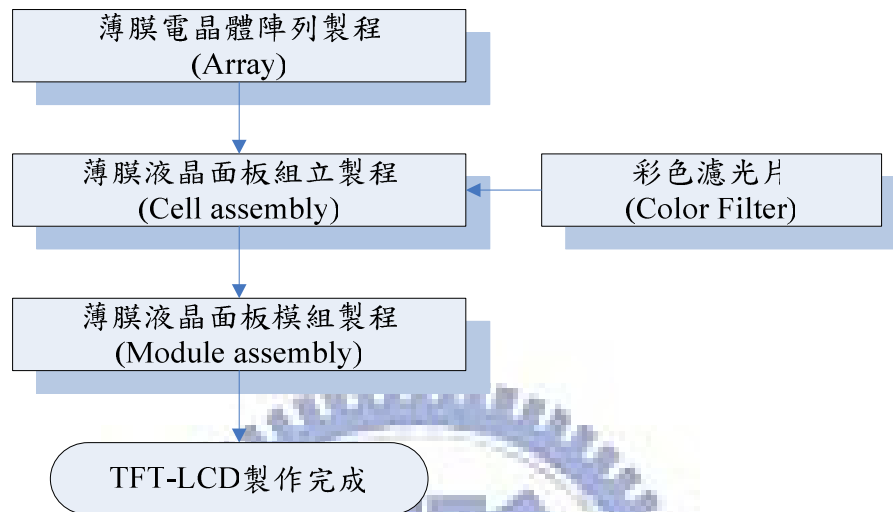 薄膜電晶體陣列製程
(Array)
薄膜液晶面板組立製程
(Cell assembly)
彩色濾光片
(Color Filter)
薄膜液晶面板模組製程
(Module assembly)
TFT-LCD製作完成